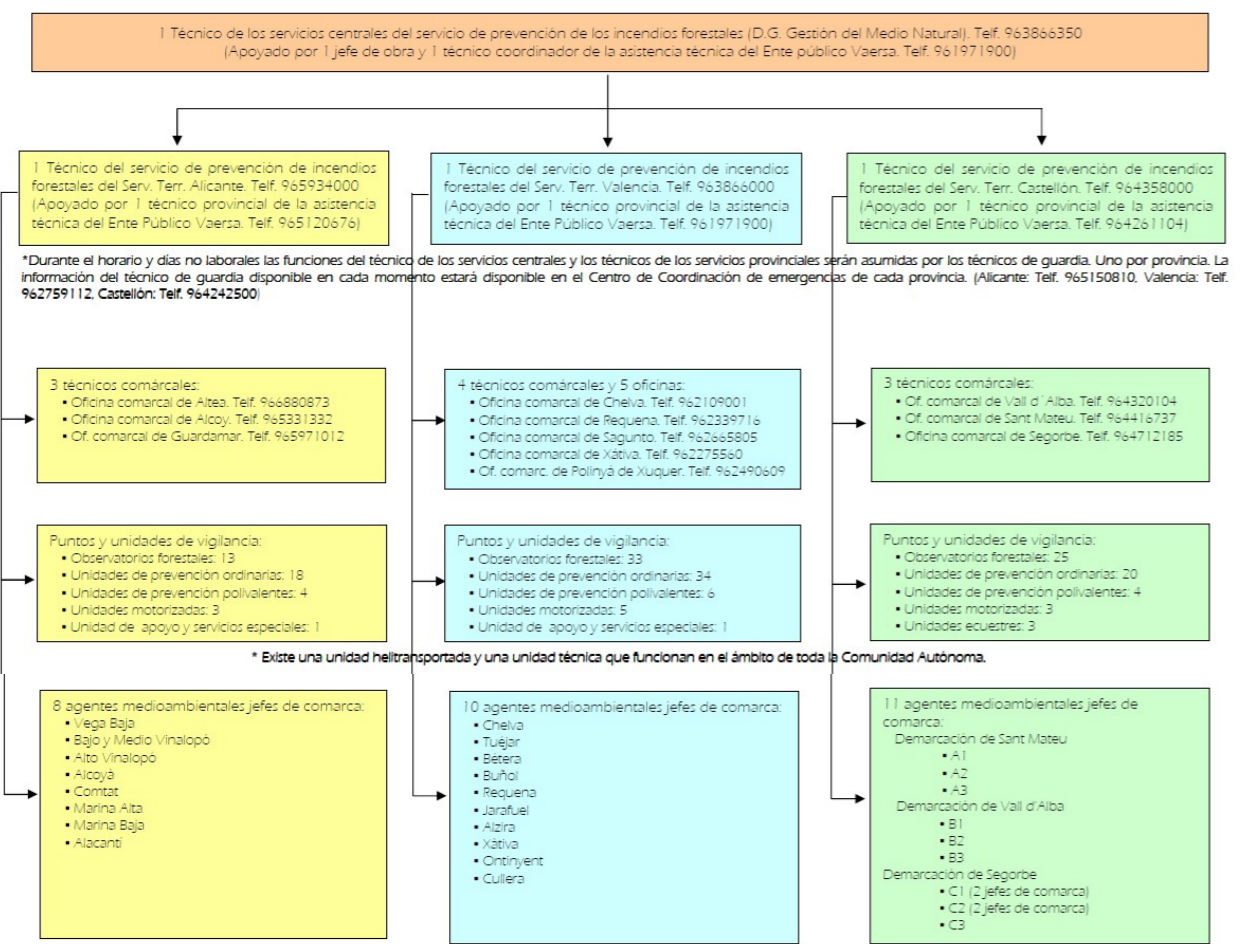 1 Técnico de los servicios centrales del servicio de prevención de los incendios forestales (D.G. Gestión del Medio Natural). Telf. 963866350
(Apoyado por 1 jefe de obra y 1 técnico coordinador de la asistencia técnica del Ente público Vaersa. Telf. 961971900)
1 Técnico del servicio de prevención de incendios
forestales del Serv. Terr. Alicante. Telf. 965934000
(Apoyado por 1 técnico provincial de la asistencia
técnica del Ente Público Vaersa. Telf. 965120676)
1 Técnico del servicio de prevención de incendios
forestales del Serv. Terr. Valencia. Telf. 963866000
(Apoyado por 1 técnico provincial de la asistencia
técnica del Ente Público Vaersa. Telf. 961971900)
1 Técnico del servicio de prevención de incendios
forestales del Serv. Terr. Castellón. Telf. 964358000
(Apoyado por 1 técnico provincial de la asistencia
técnica del Ente Público Vaersa. Telf. 964261104)
*Durante el horario y días no laborales las funciones del técnico de los servicios centrales y los técnicos de los servicios provinciales serán asumidas por los técnicos de guardia. Uno por provincia. La
información del técnico de guardia disponible en cada momento estará disponible en el Centro de Coordinación de emergencias de cada provincia. (Alicante: Telf. 965150810, Valencia: Telf.
962759112, Castellón: Telf. 964242500)
3 técnicos comárcales:
▪ Oficina comarcal de Altea. Telf. 966880873
▪ Oficina comarcal de Alcoy. Telf. 965331332
▪ Of. comarcal de Guardamar. Telf. 965971012
4 técnicos comárcales y 5 oficinas:
▪ Oficina comarcal de Chelva. Telf. 962109001
▪ Oficina comarcal de Requena. Telf. 962339716
▪ Oficina comarcal de Sagunto. Telf. 962665805
▪ Oficina comarcal de Xátiva. Telf. 962275560
▪ Of. comarc. de Polinyà de Xuquer. Telf. 962490609
3 técnicos comárcales:
▪ Of. comarcal de Vall d´Alba. Telf. 964320104
▪ Of. comarcal de Sant Mateu. Telf. 964416737
▪ Oficina comarcal de Segorbe. Telf. 964712185
Puntos y unidades de vigilancia:
▪ Observatorios forestales: 13
▪ Unidades de prevención ordinarias: 18
▪ Unidades de prevención polivalentes: 4
▪ Unidades motorizadas: 3
▪ Unidad de apoyo y servicios especiales: 1
Puntos y unidades de vigilancia:
▪ Observatorios forestales: 33
▪ Unidades de prevención ordinarias: 34
▪ Unidades de prevención polivalentes: 6
▪ Unidades motorizadas: 5
▪ Unidad de apoyo y servicios especiales: 1
Puntos y unidades de vigilancia:
▪ Observatorios forestales: 25
▪ Unidades de prevención ordinarias: 20
▪ Unidades de prevención polivalentes: 4
▪ Unidades motorizadas: 3
▪ Unidades ecuestres: 3
* Existe una unidad helitransportada y una unidad técnica que funcionan en el ámbito de toda la Comunidad Autónoma.
8 agentes medioambientales jefes de comarca:
▪ Vega Baja
▪ Bajo y Medio Vinalopò
▪ Alto Vinalopò
▪ Alcoyà
▪ Comtat
▪ Marina Alta
▪ Marina Baja
▪ Alacantí
10 agentes medioambientales jefes de comarca:
▪ Chelva
▪ Tuéjar
▪ Bétera
▪ Buñol
▪ Requena
▪ Jarafuel
▪ Alzira
▪ Xàtiva
▪ Ontinyent
▪ Cullera
11 agentes medioambientales jefes de
comarca:
Demarcación de Sant Mateu
▪ A1
▪ A2
▪ A3
Demarcación de Vall d'Alba
▪ B1
▪ B2
▪ B3
Demarcación de Segorbe
▪ C1 (2 jefes de comarca)
▪ C2 (2 jefes de comarca)
▪ C3